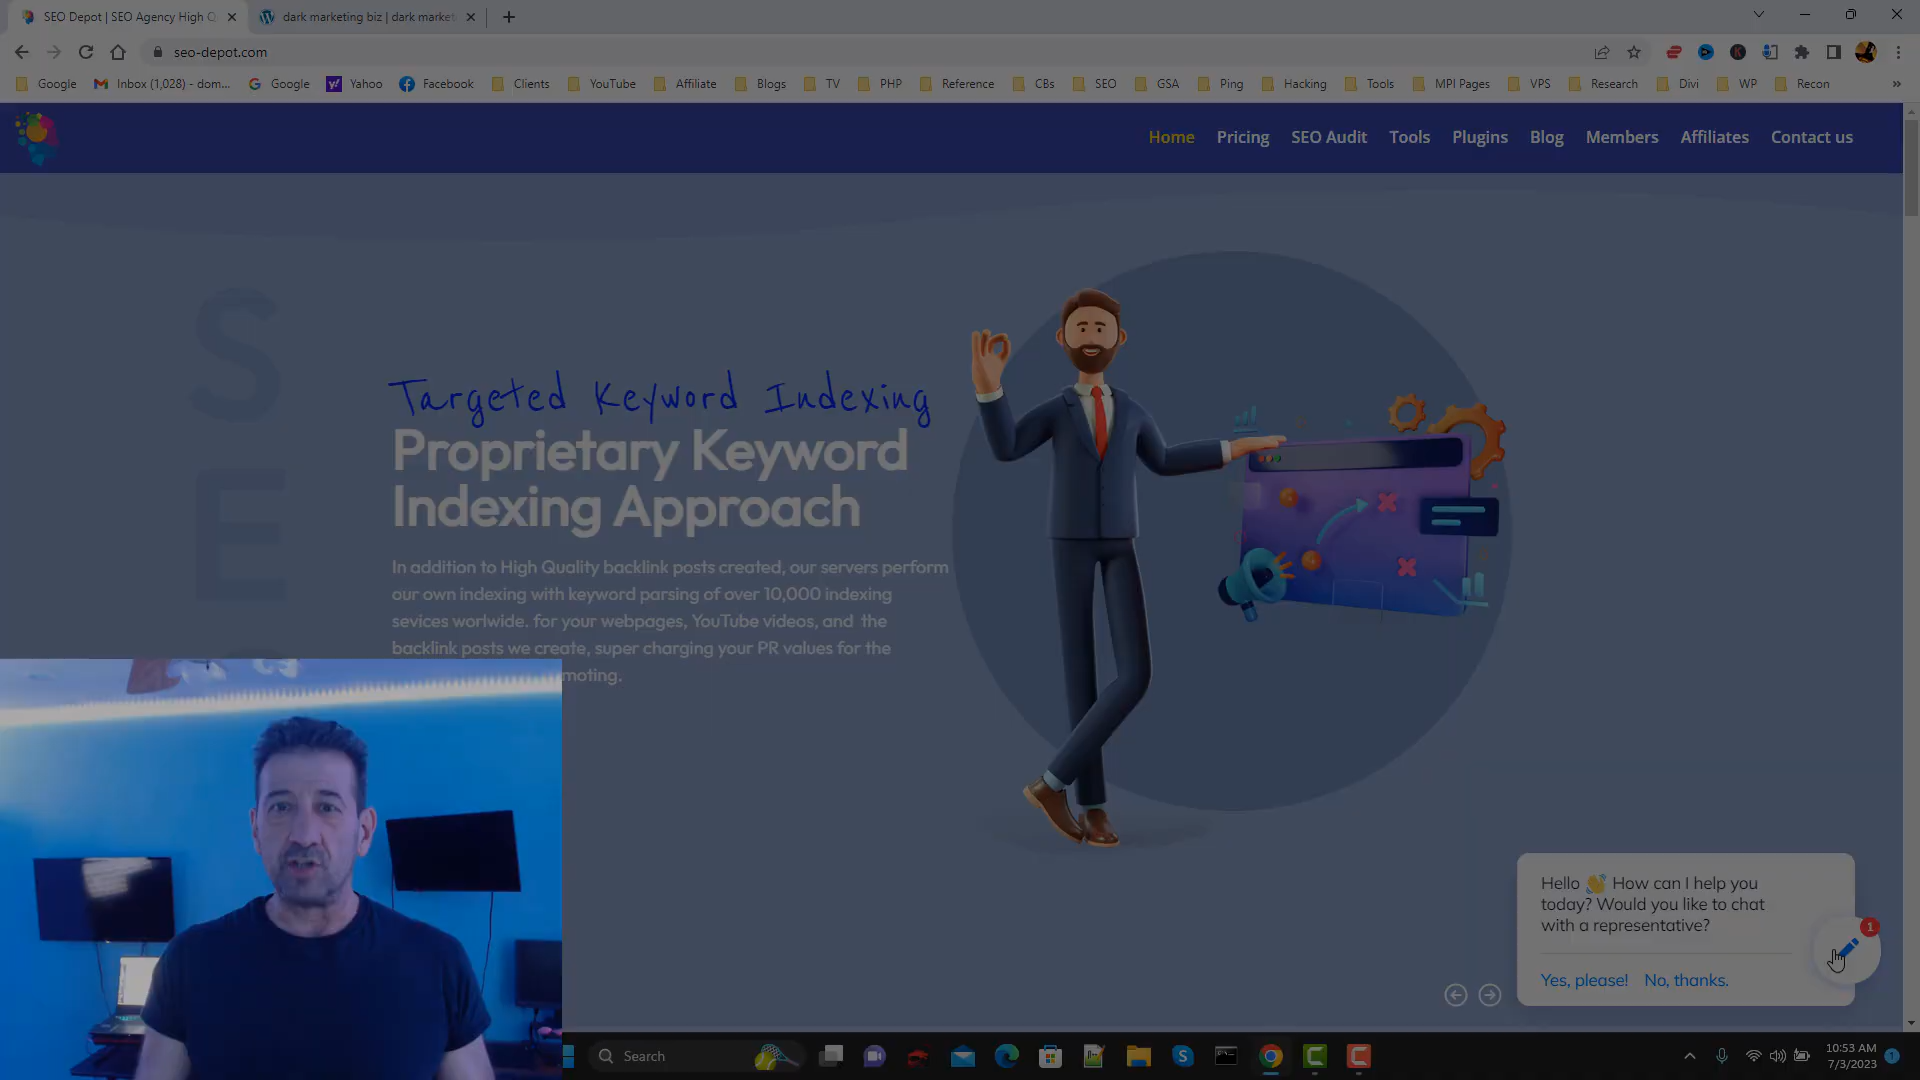 SEO Depot | SEO Agency High Q
dark marketing biz | dark market
seo-depot.com
Google
Inbox (1,028) - dom...
Google
Yahoo
Facebook
Clients
YouTube
Affiliate
Blogs
TV
PHP
Reference
CBs
SEO
GSA
Ping
Hacking
Tools
MPI Pages
VPS
Research
Divi
WP
Recon
Home
Pricing
SEO Audit
Tools
Plugins
Blog
Members
Affiliates
Contact us
S
E
Targeted Keyword Indexing
Proprietary Keyword
Indexing Approach
In addition to High Quality backlink posts created, our servers perform
our own indexing with keyword parsing of over 10,000 indexing
sevices worlwide. for your webpages, YouTube videos, and the
backlink posts we create, super charging your PR values for the
moting.
Hello 👋 How can I help you
today? Would you like to chat
with a representative?
1
Yes, please!
No, thanks.
Search
10:53 AM
7/3/2023
1